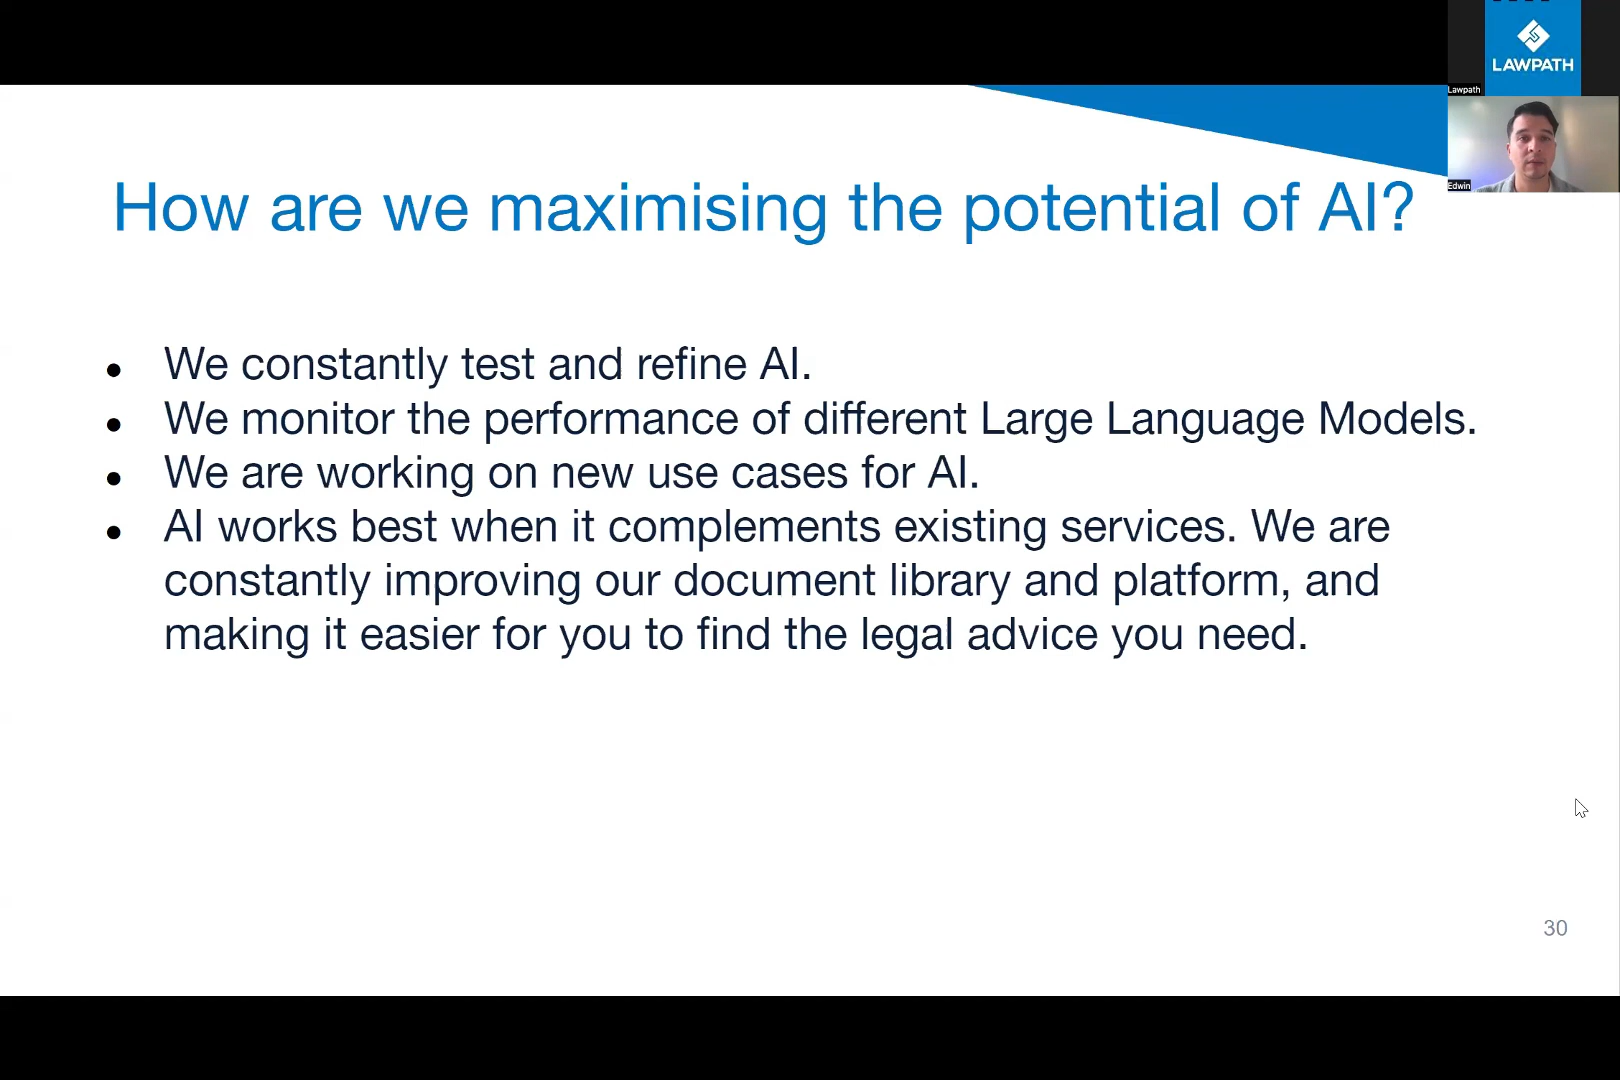 LAWPATH
Lawpath
Edwin
How are we maximising the potential of AI?
● We constantly test and refine AI.
● We monitor the performance of different Large Language Models.
● We are working on new use cases for AI.
● AI works best when it complements existing services. We are
constantly improving our document library and platform, and
making it easier for you to find the legal advice you need.
30